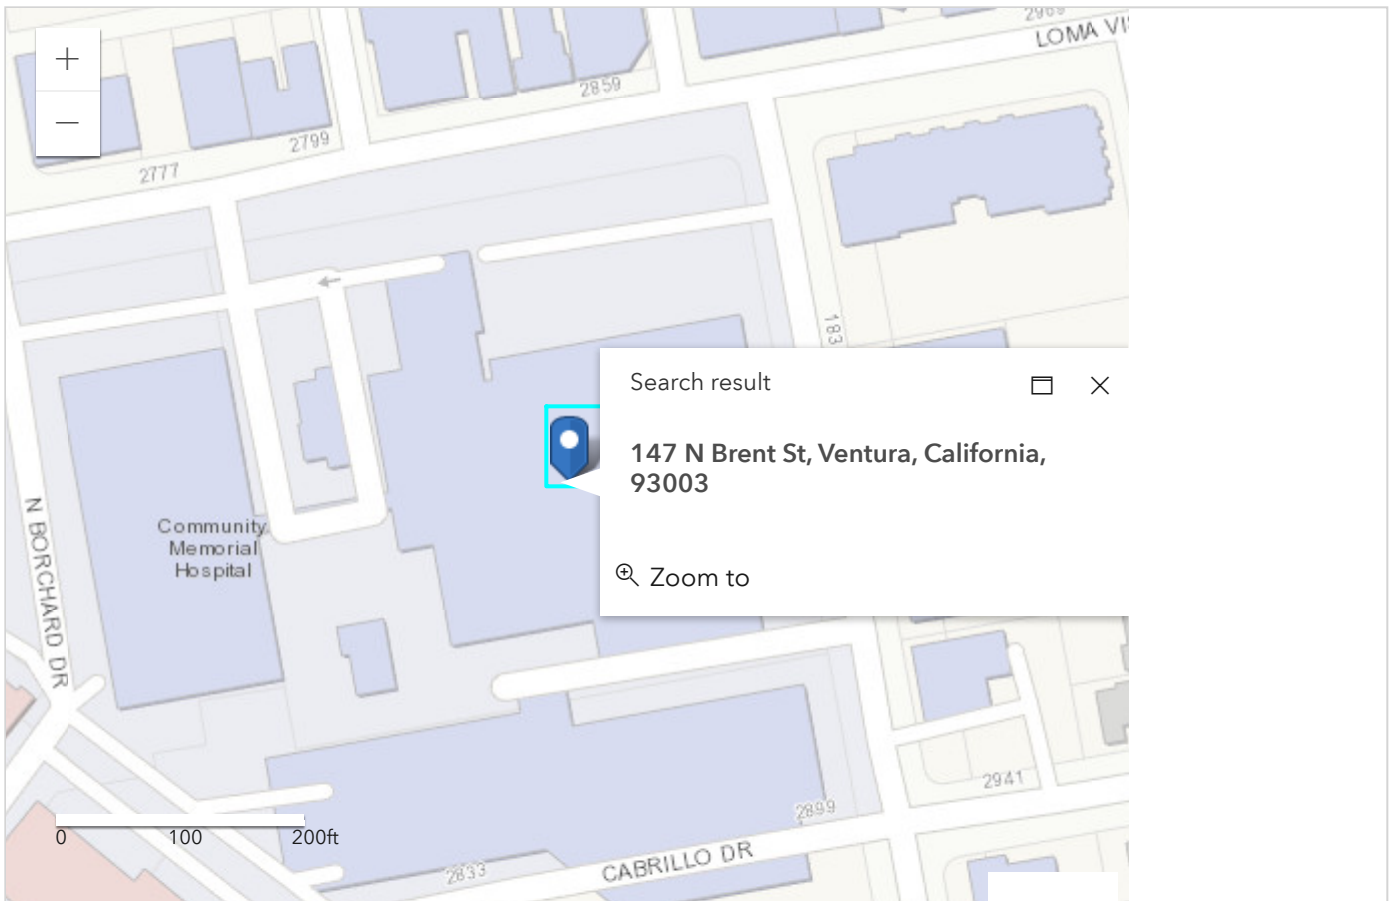 2969
LOMA VI
+
2859
2799
−
2777
183
Search result
147 N Brent St, Ventura, California,
93003
N BORCHARD DR
Community
Memorial
Hospital
Zoom to
2941
2899
0 100 200ft
CABRILLO DR
2833